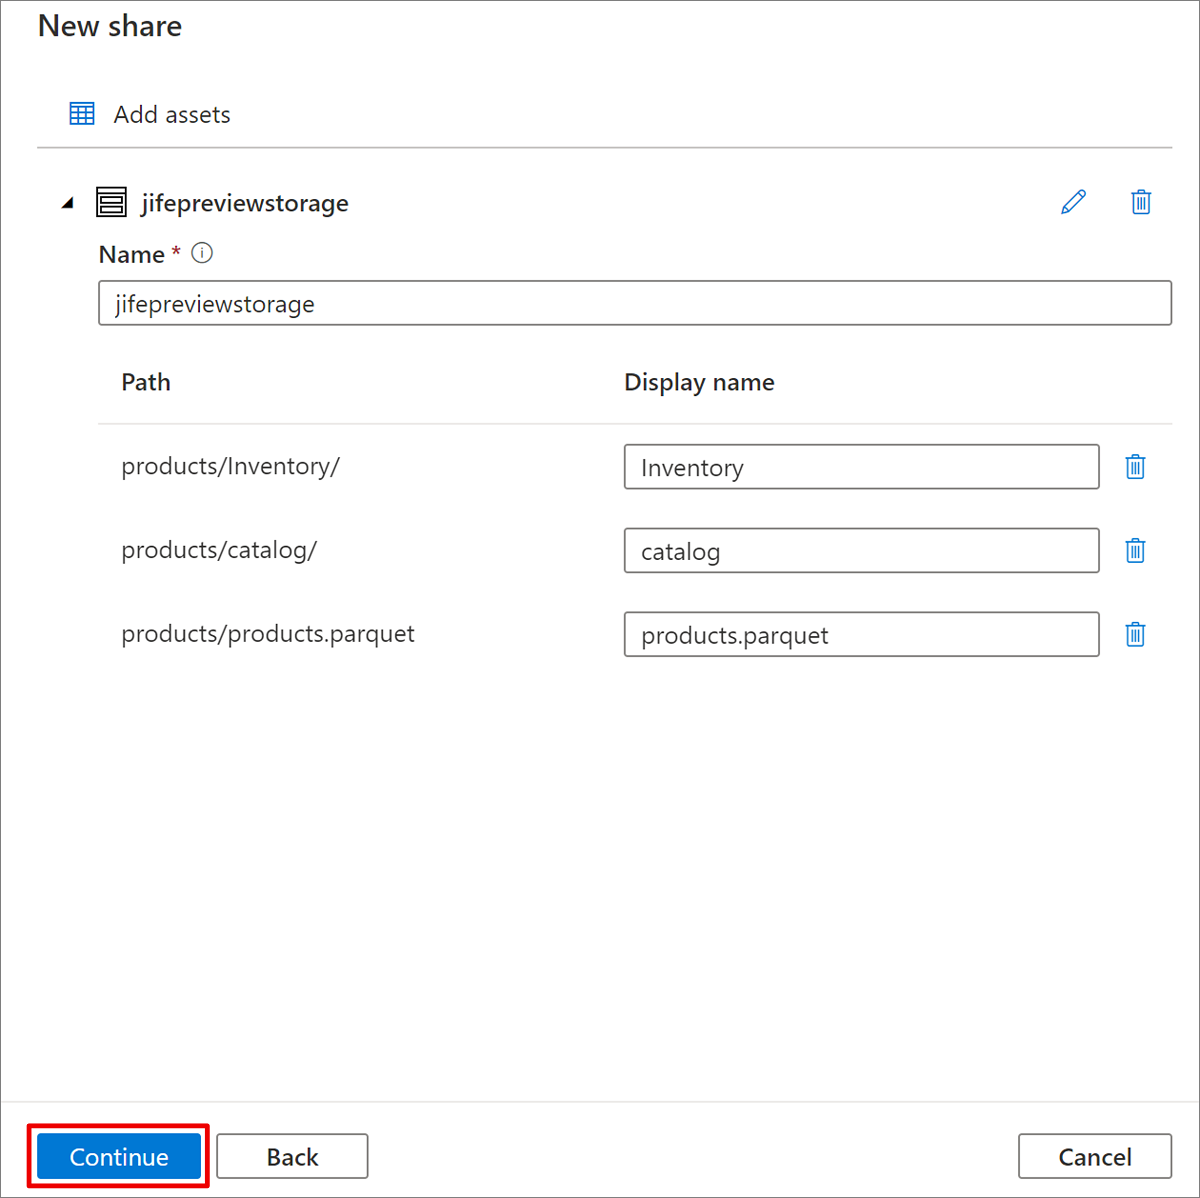 New share
Add assets
jifepreviewstorage
Name *
jifepreviewstorage
Path Display name
products/Inventory/ Inventory
products/catalog/ catalog
products/products.parquet products.parquet
Continue Back Cancel